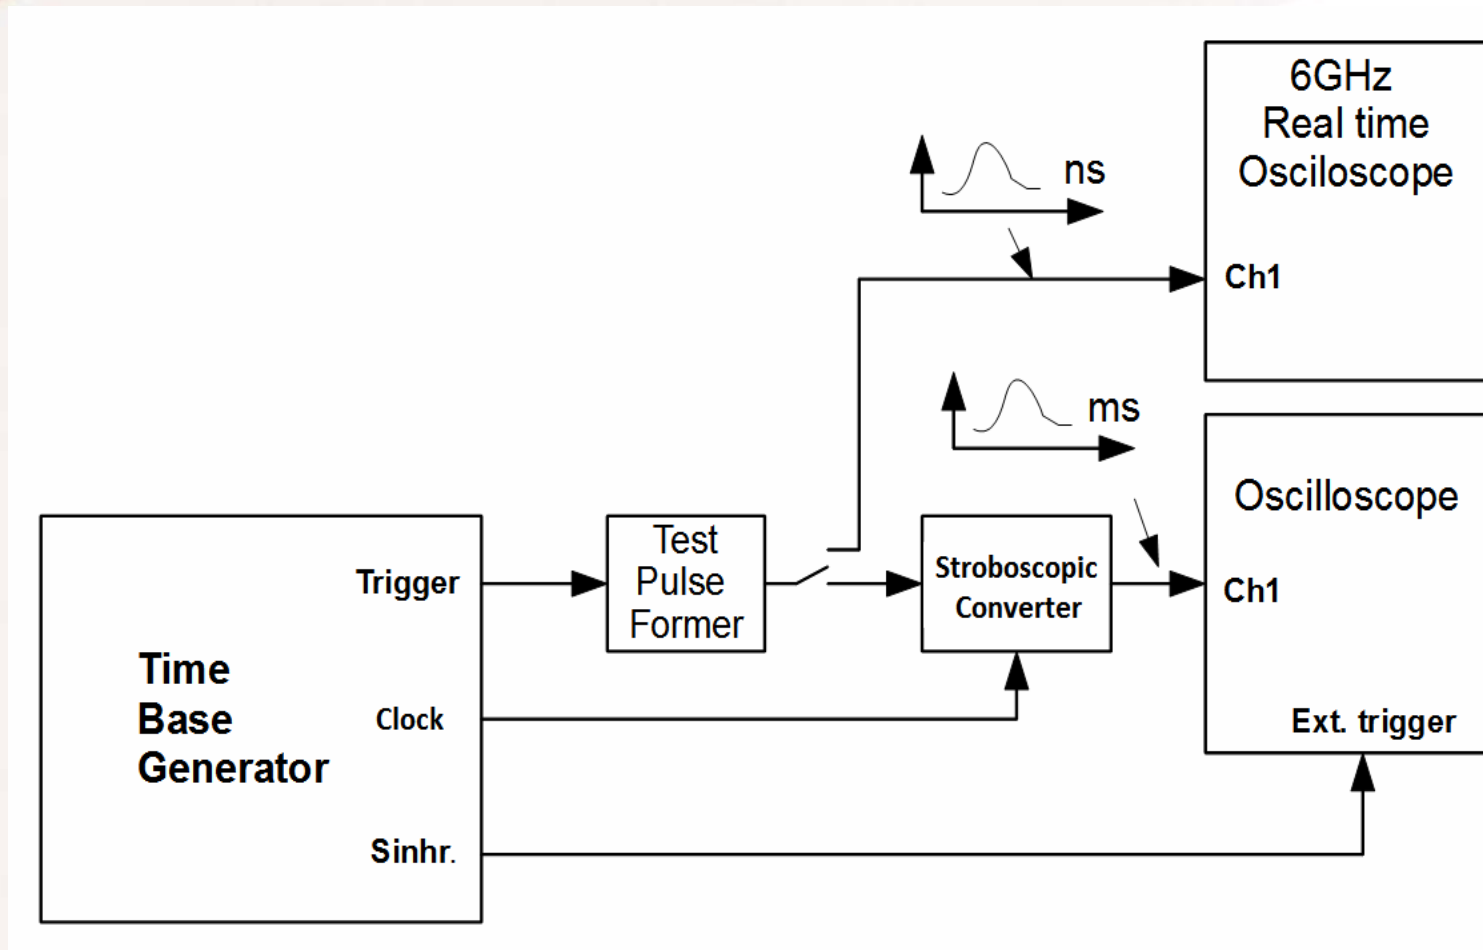 6GHz
Real time
Osciloscope
ns
Ch1
ms
Oscilloscope
Ch1
Ext. trigger
Test
Pulse
Former
Stroboscopic
Converter
Trigger
Time
Base
Generator
Clock
Sinhr.